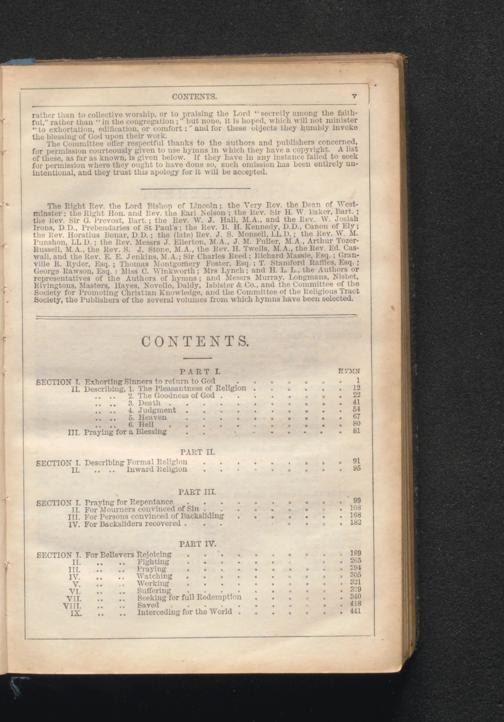 CONTENTS. v
rather than to collective worship, or to praising the Lord "secretly among the faith-
ful," rather than "in the congregation;" but none, it is hoped, which will not minister
"to exhortation, edification, or comfort:" and for these objects they humbly invoke
the blessing of God upon their work.
The Committee offer respectful thanks to the authors and publishers concerned,
for permission courteously given to use hymns in which they have a copyright. A list
of these, as far as known, is given below. If they have in any instance failed to seek
for permission where they ought to have done so, such omission has been entirely un-
intentional, and they trust this apology for it will be accepted.
The Right Rev. the Lord Bishop of Lincoln; the Very Rev. the Dean of West-
minster; the Right Hon. and Rev. the Earl Nelson; the Rev. Sir H. W. Baker, Bart.;
the Rev. Sir G. Prevost, Bart.; the Rev. W. J. Hall, M.A., and the Rev. W. Josiah
Irons, D.D., Prebendaries of St Paul's; the Rev. B. H. Kennedy, D.D., Canon of Ely;
the Rev. Horatius Bonar, D.D.; the (late) Rev. J. S. Monsell, LL.D.; the Rev. W. M.
Punshon, LL.D.; the Rev. Messrs J. Ellerton, M.A., J. M. Fuller, M.A., Arthur Tozer-
Russell, M.A., the Rev. S. J. Stone, M.A., the Rev. H. Twells, M.A., the Rev. Ed. Cas-
wall, and the Rev. E. E. Jenkins, M.A.; Sir Charles Reed; Richard Massie, Esq.; Gran-
ville R. Ryder, Esq.; Thomas Montgomery Foster, Esq.; T. Stamford Raffles, Esq.;
George Rawson, Esq.; Miss C. Winkworth; Mrs Lynch; and H. L. L., the Authors or
representatives of the Authors of hymns; and Messrs Murray, Longmans, Nisbet,
Rivingtons, Masters, Hayes, Novello, Daldy, Isbister & Co., and the Committee of the
Society for Promoting Christian Knowledge, and the Committee of the Religious Tract
Society, the Publishers of the several volumes from which hymns have been selected.
CONTENTS.
PART I.
HYMN
SECTION I. Exhorting Sinners to return to God . . . . . 1
II. Describing, 1. The Pleasantness of Religion . . . . . 12
.. .. 2. The Goodness of God . . . . . . 22
.. .. 3. Death . . . . . . . . 41
.. .. 4. Judgment . . . . . . . . 54
.. .. 5. Heaven . . . . . . . . 67
.. .. 6. Hell . . . . . . . . 80
III. Praying for a Blessing . . . . . . . . 81
PART II.
SECTION I. Describing Formal Religion . . . . . . . 91
II. .. .. Inward Religion . . . . . . . 95
PART III.
SECTION I. Praying for Repentance . . . . . . . 99
II. For Mourners convinced of Sin . . . . . . 108
III. For Persons convinced of Backsliding . . . . . 168
IV. For Backsliders recovered . . . . . . . 182
PART IV.
SECTION I. For Believers Rejoicing . . . . . . . 199
II. .. .. Fighting . . . . . . . 265
III. .. .. Praying . . . . . . . 294
IV. .. .. Watching . . . . . . . 305
V. .. .. Working . . . . . . . 321
VI. .. .. Suffering . . . . . . . 329
VII. .. .. Seeking for full Redemption . . . . 340
VIII. .. .. Saved . . . . . . . . 418
IX. .. .. Interceding for the World . . . . . 441